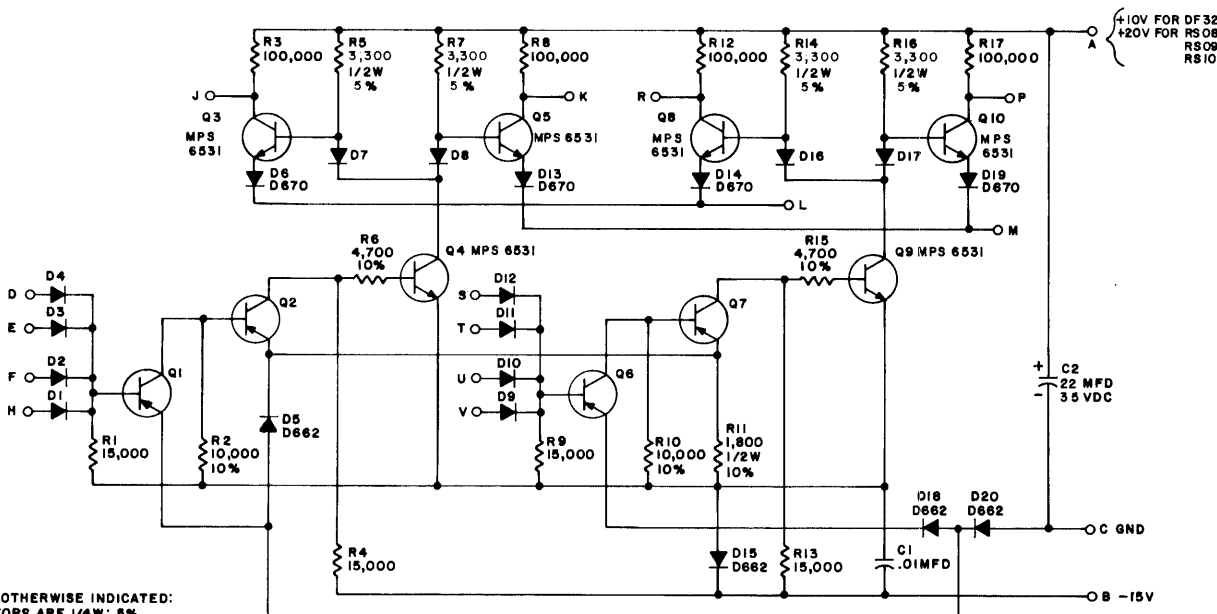 +10V FOR DF32
+20V FOR RS08
RS09
RS10
A
R3
100,000
R5
3,300
1/2W
5%
R7
3,300
1/2W
5%
R8
100,000
R12
100,000
R14
3,300
1/2W
5%
R16
3,300
1/2W
5%
R17
100,000
J
K
R
P
Q3
MPS
6531
Q5
MPS 6531
Q8
MPS
6531
Q10
MPS
6531
D7
D8
D16
D17
D6
D670
D13
D670
D14
D670
D19
D670
L
M
R6
4,700
10%
Q4 MPS 6531
R15
4,700
10%
Q9 MPS 6531
D4
D
D3
E
D2
F
D1
H
Q2
Q1
D12
S
D11
T
D10
U
D9
V
Q7
Q6
C2
22 MFD
35 VDC
+
-
R1
15,000
R2
10,000
10%
D5
D662
R9
15,000
R10
10,000
10%
R11
1,800
1/2W
10%
D18
D662
D20
D662
C GND
R4
15,000
D15
D662
R13
15,000
C1
.01MFD
B -15V
OTHERWISE INDICATED:
ORS ARE 1/4W; 5%